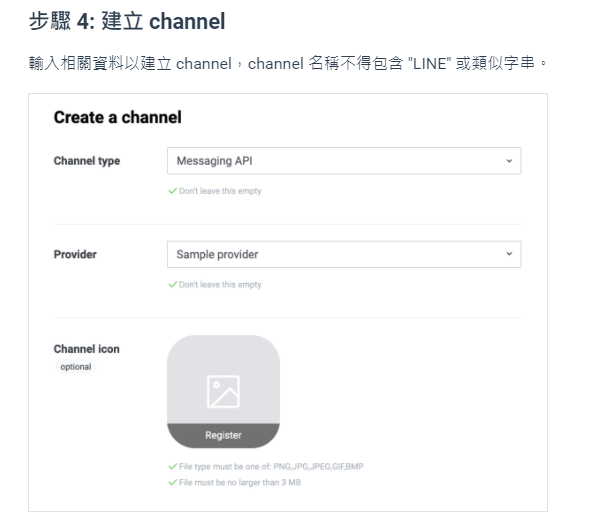 步驟 4: 建立 channel
輸入相關資料以建立 channel，channel 名稱不得包含 "LINE" 或類似字串。
Create a channel
Channel type
Messaging API
Don't leave this empty
Provider
Sample provider
Don't leave this empty
Channel icon
optional
Register
File type must be one of: PNG,JPG,JPEG,GIF,BMP
File must be no larger than 3 MB